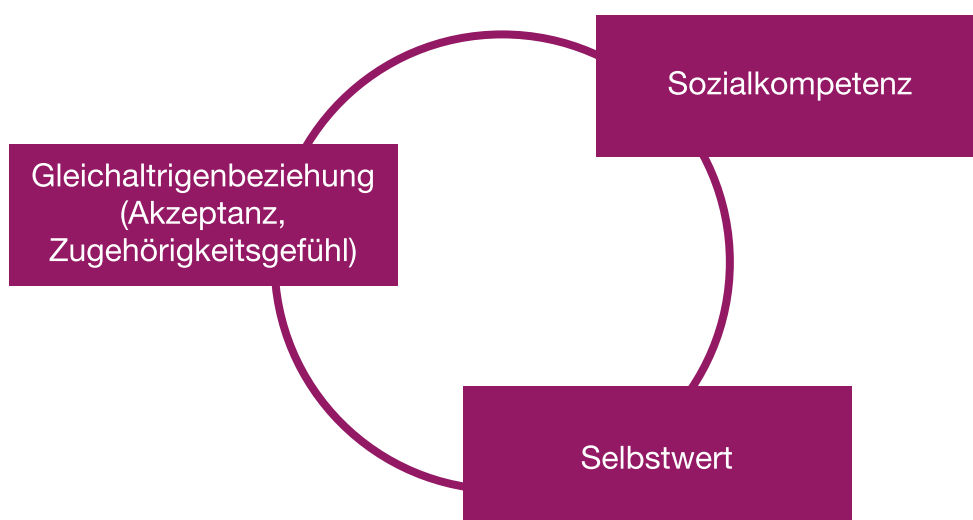 Sozialkompetenz
Gleichaltrigenbeziehung
(Akzeptanz,
Zugehörigkeitsgefühl)
Selbstwert